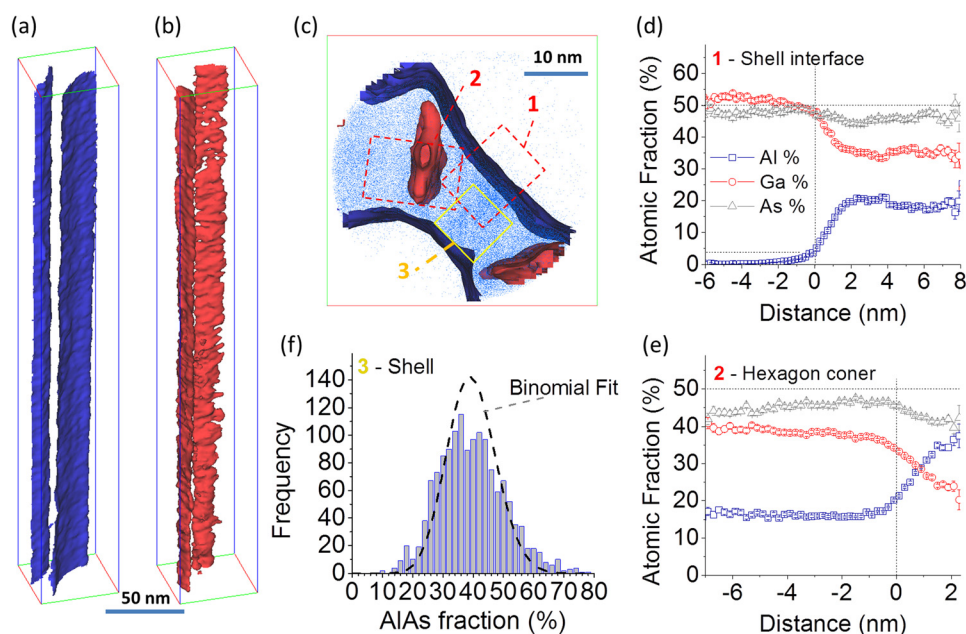 (a)
(b)
50 nm
(c)
10 nm
2
1
3
(d)
1 - Shell interface
Atomic Fraction (%)
60
50
40
30
20
10
0
Al %
Ga %
As %
-6 -4 -2 0 2 4 6 8
Distance (nm)
(f)
3 - Shell
Binomial Fit
Frequency
140
120
100
80
60
40
20
0
0 10 20 30 40 50 60 70 80
AlAs fraction (%)
(e)
2 - Hexagon coner
Atomic Fraction (%)
50
40
30
20
10
0
-6 -4 -2 0 2
Distance (nm)